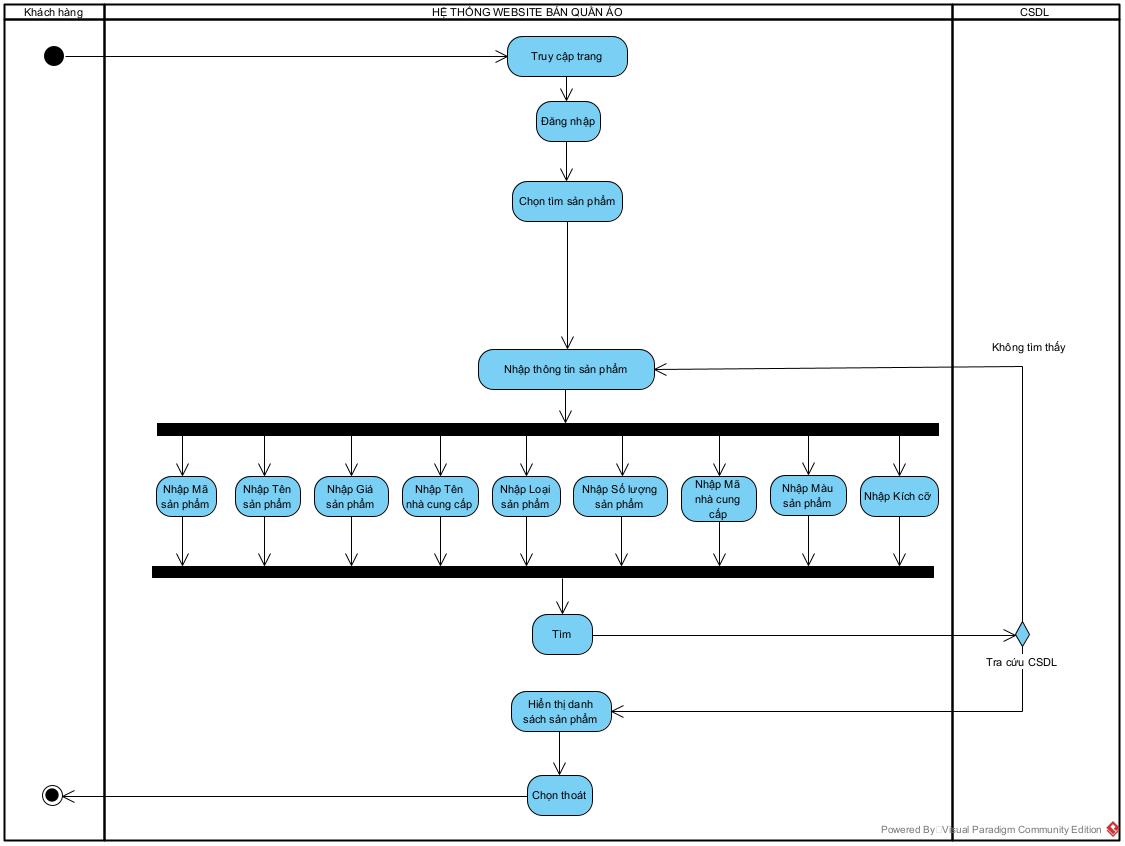 Khách hàng
HỆ THỐNG WEBSITE BÁN QUẦN ÁO
CSDL
Truy cập trang
Đăng nhập
Chọn tìm sản phẩm
Không tìm thấy
Nhập thông tin sản phẩm
Nhập Mã
sản phẩm
Nhập Tên
sản phẩm
Nhập Giá
sản phẩm
Nhập Tên
nhà cung cấp
Nhập Loại
sản phẩm
Nhập Số lượng
sản phẩm
Nhập Mã
nhà cung
cấp
Nhập Màu
sản phẩm
Nhập Kích cỡ
Tìm
Tra cứu CSDL
Hiển thị danh
sách sản phẩm
Chọn thoát
Powered By Visual Paradigm Community Edition